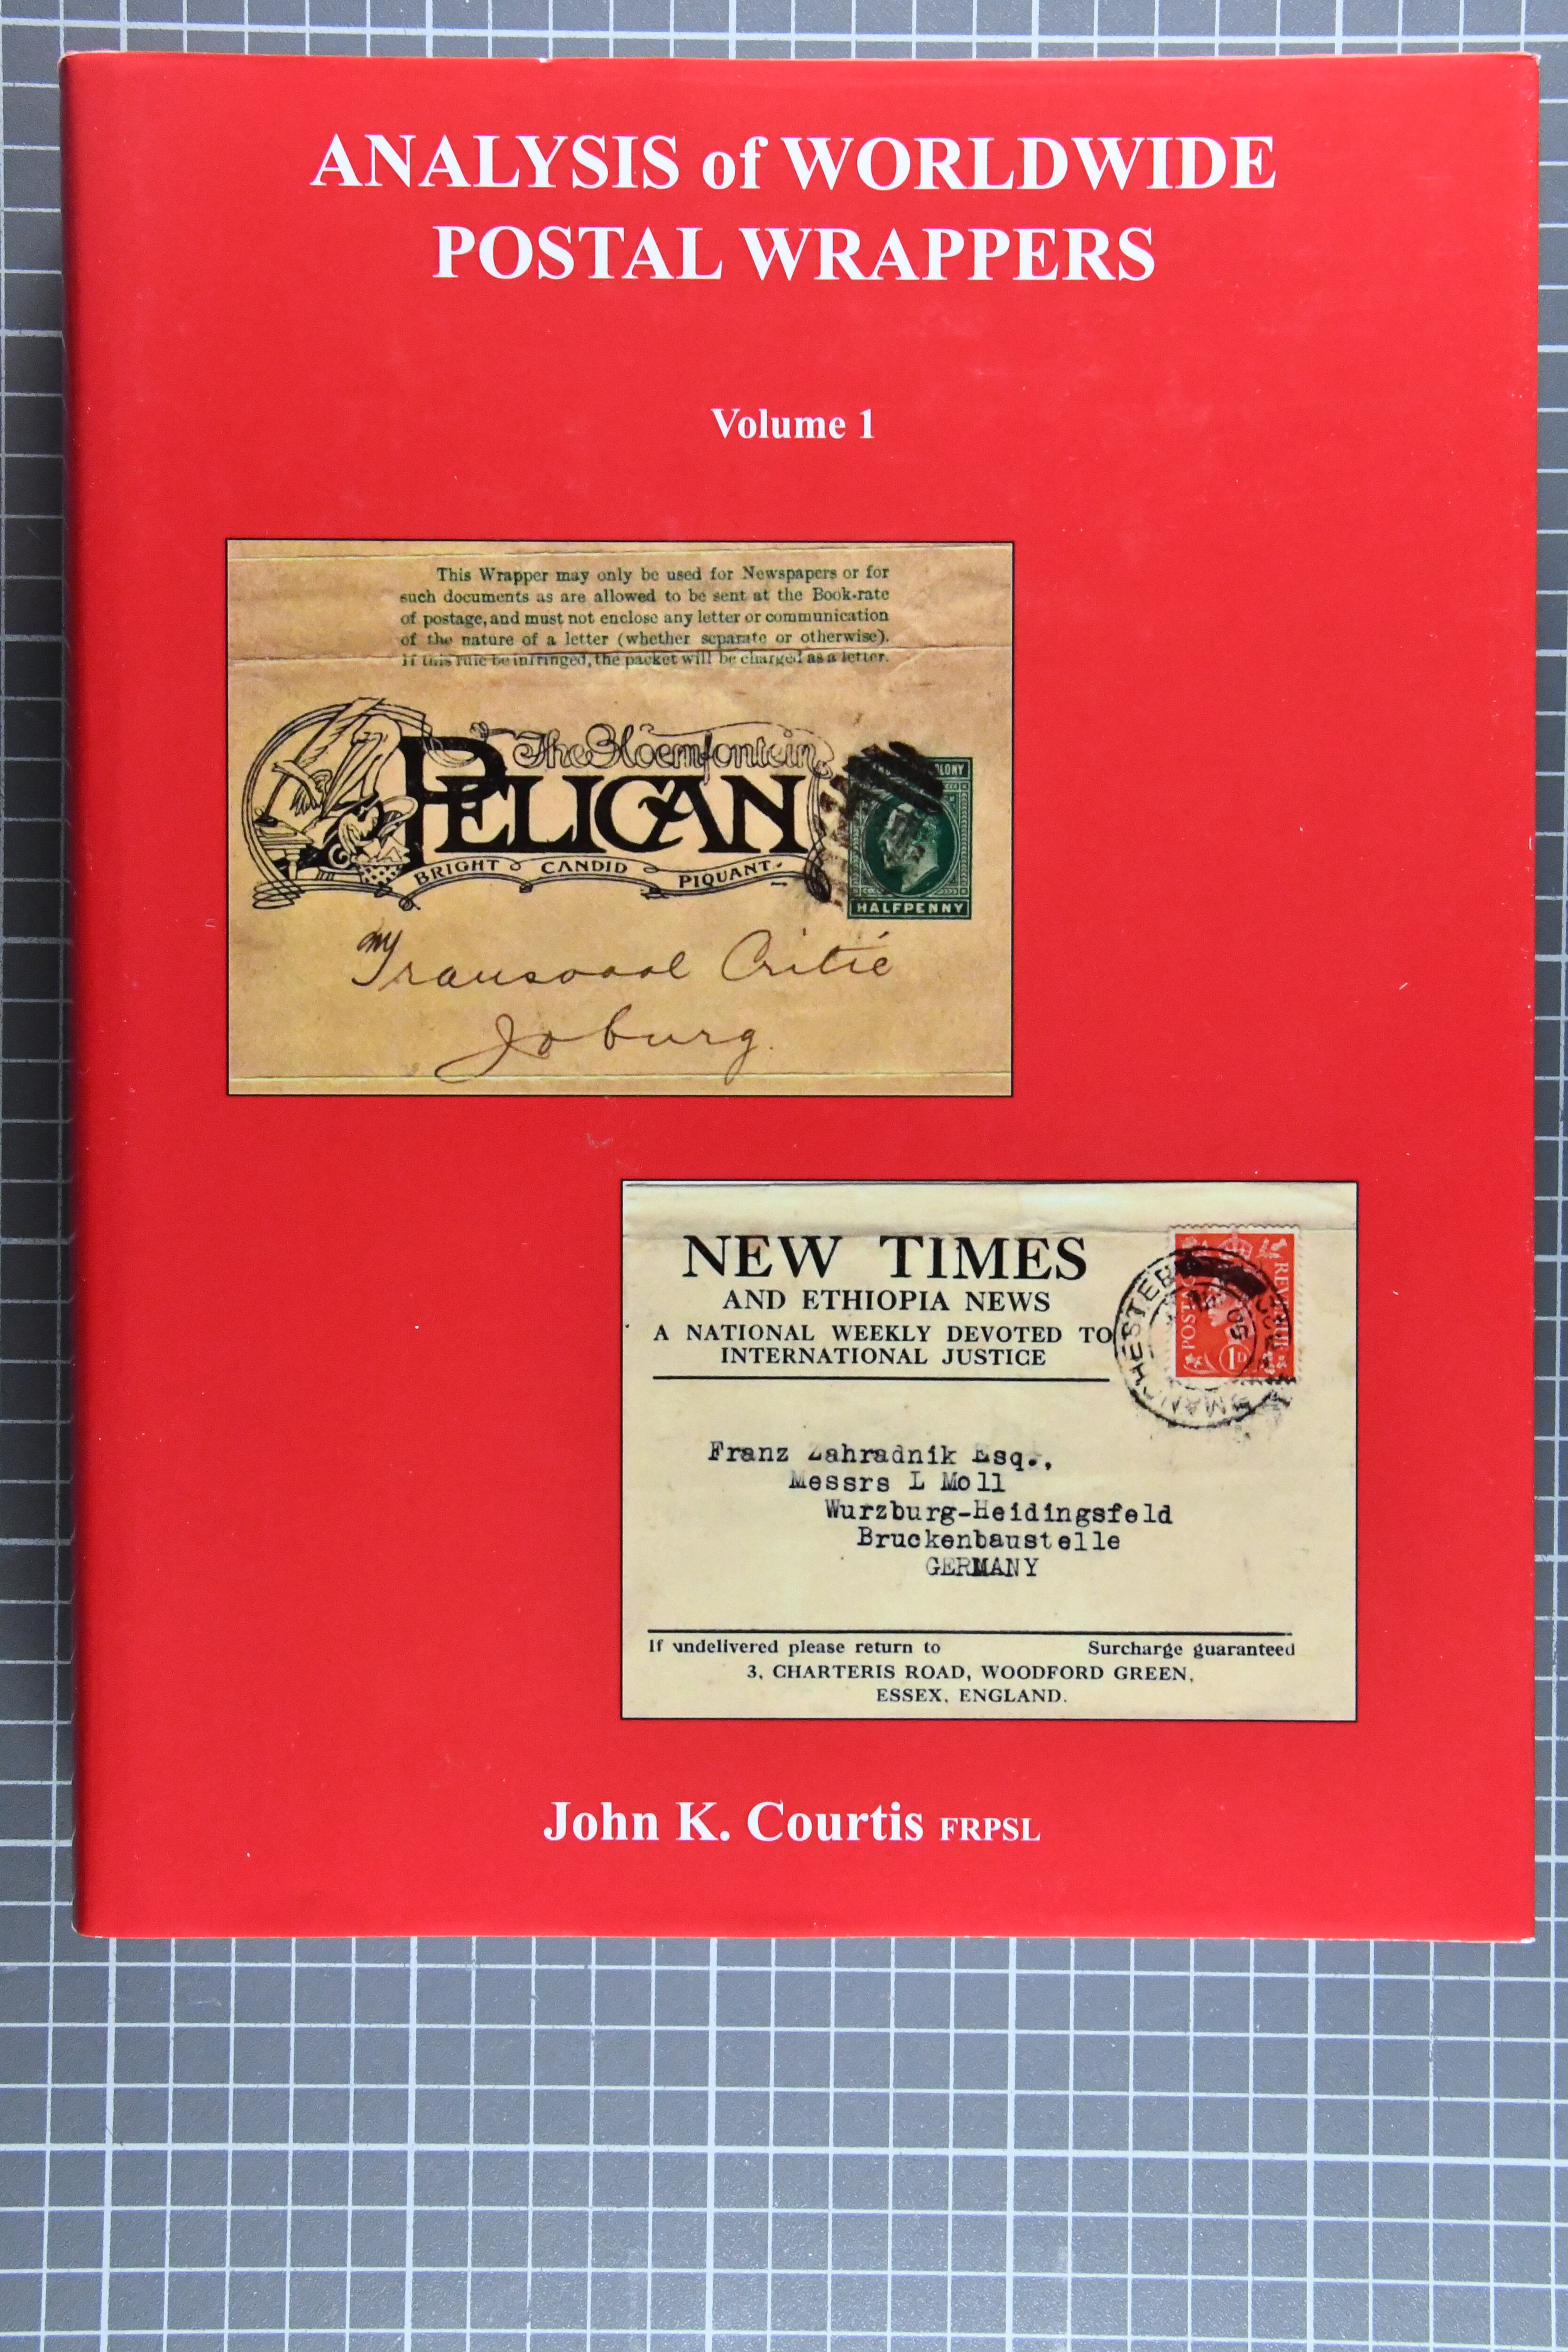 ANALYSIS of WORLDWIDE
POSTAL WRAPPERS
Volume 1
This Wrapper may only be used for Newspapers or for
such documents as are allowed to be sent at the Book-rate
of postage, and must not enclose any letter or communication
of the nature of a letter (whether separate or otherwise).
If this rule be infringed, the packet will be charged as a letter.
The Bloemfontein
PELICAN
BRIGHT CANDID PIQUANT
LONY
HALFPENNY
Transvaal Critic
Joburg.
NEW TIMES
AND ETHIOPIA NEWS
A NATIONAL WEEKLY DEVOTED TO
INTERNATIONAL JUSTICE
MANCHESTER
POSTAGE
REVENUE
1D
Franz Zahradnik Esq.,
Messrs L Moll
Wurzburg-Heidingsfeld
Bruckenbaustelle
GERMANY
If undelivered please return to Surcharge guaranteed
3, CHARTERIS ROAD, WOODFORD GREEN,
ESSEX, ENGLAND.
John K. Courtis FRPSL